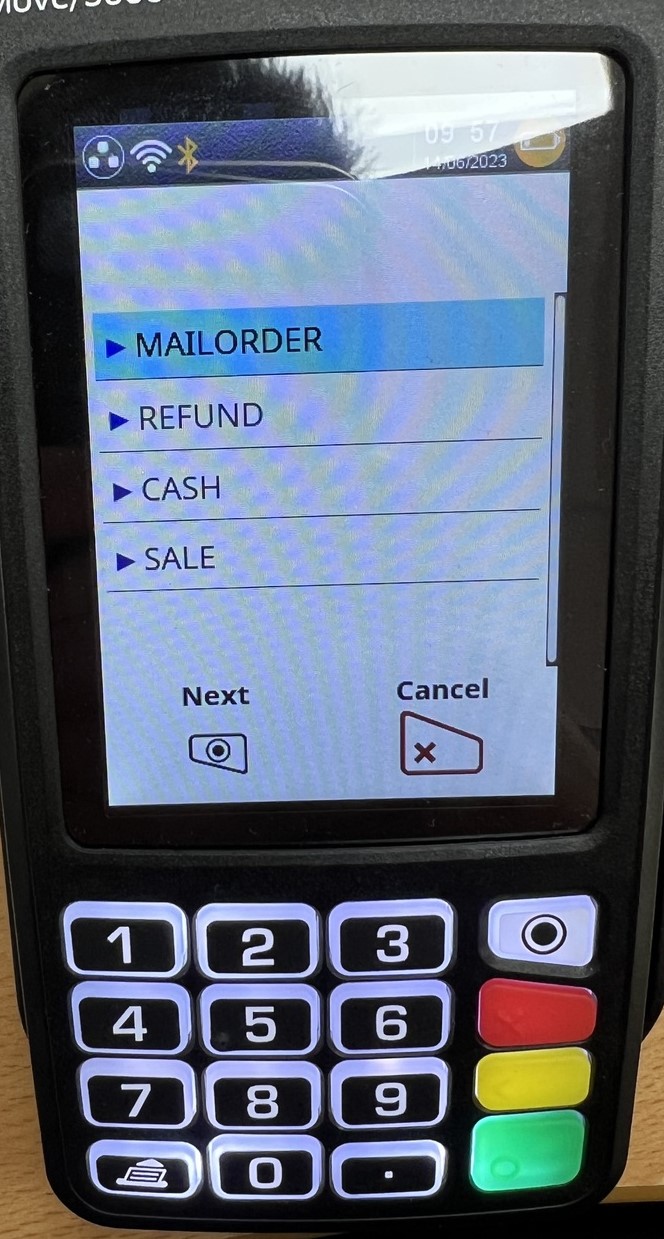 09 57
14/06/2023
MAILORDER
REFUND
CASH
SALE
Next Cancel
1 2 3
4 5 6
7 8 9
0 .